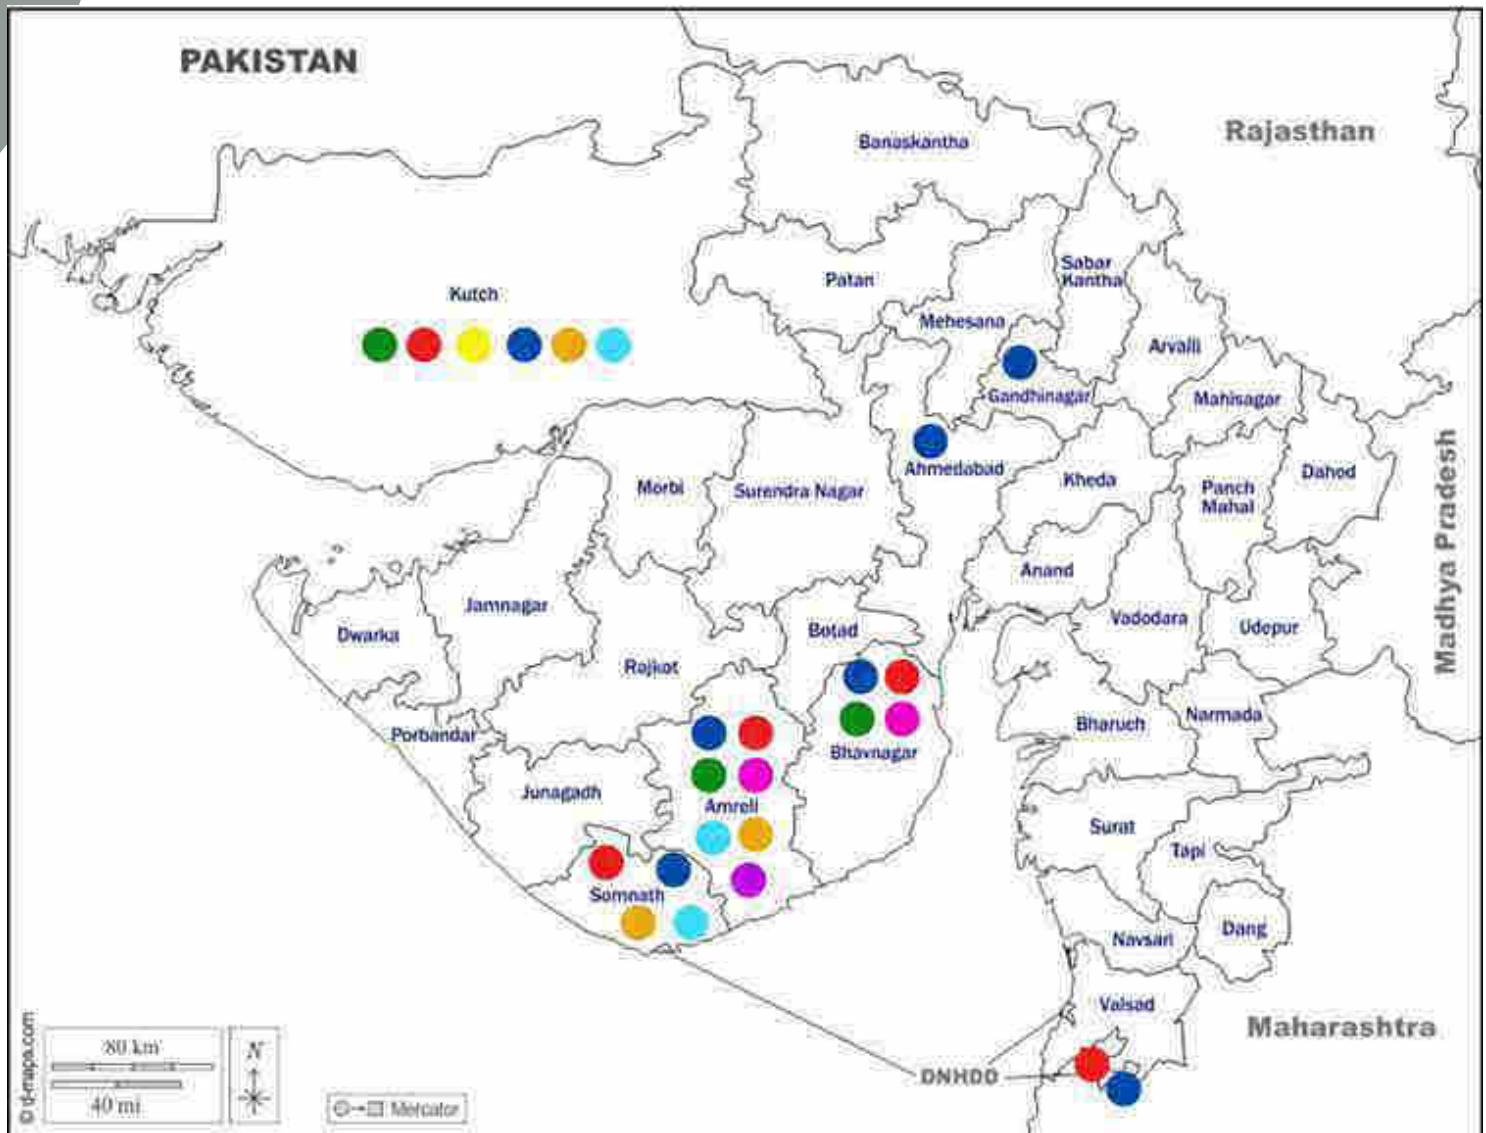 PAKISTAN
Rajasthan
Banaskantha
Kutch
Patan
Sabar
Kantha
Mehesana
Arvalli
Gandhinagar
Mahisagar
Ahmedabad
Morbi
Surendra Nagar
Kheda
Panch
Mahal
Dahod
Madhya Pradesh
Anand
Jamnagar
Dwarka
Botad
Vadodara
Udepur
Rajkot
Porbandar
Bhavnagar
Bharuch
Narmada
Junagadh
Amreli
Surat
Tapi
Somnath
Navsari
Dang
Valsad
Maharashtra
DNHDD
© d-maps.com
80 km
40 mi
N
Mercator